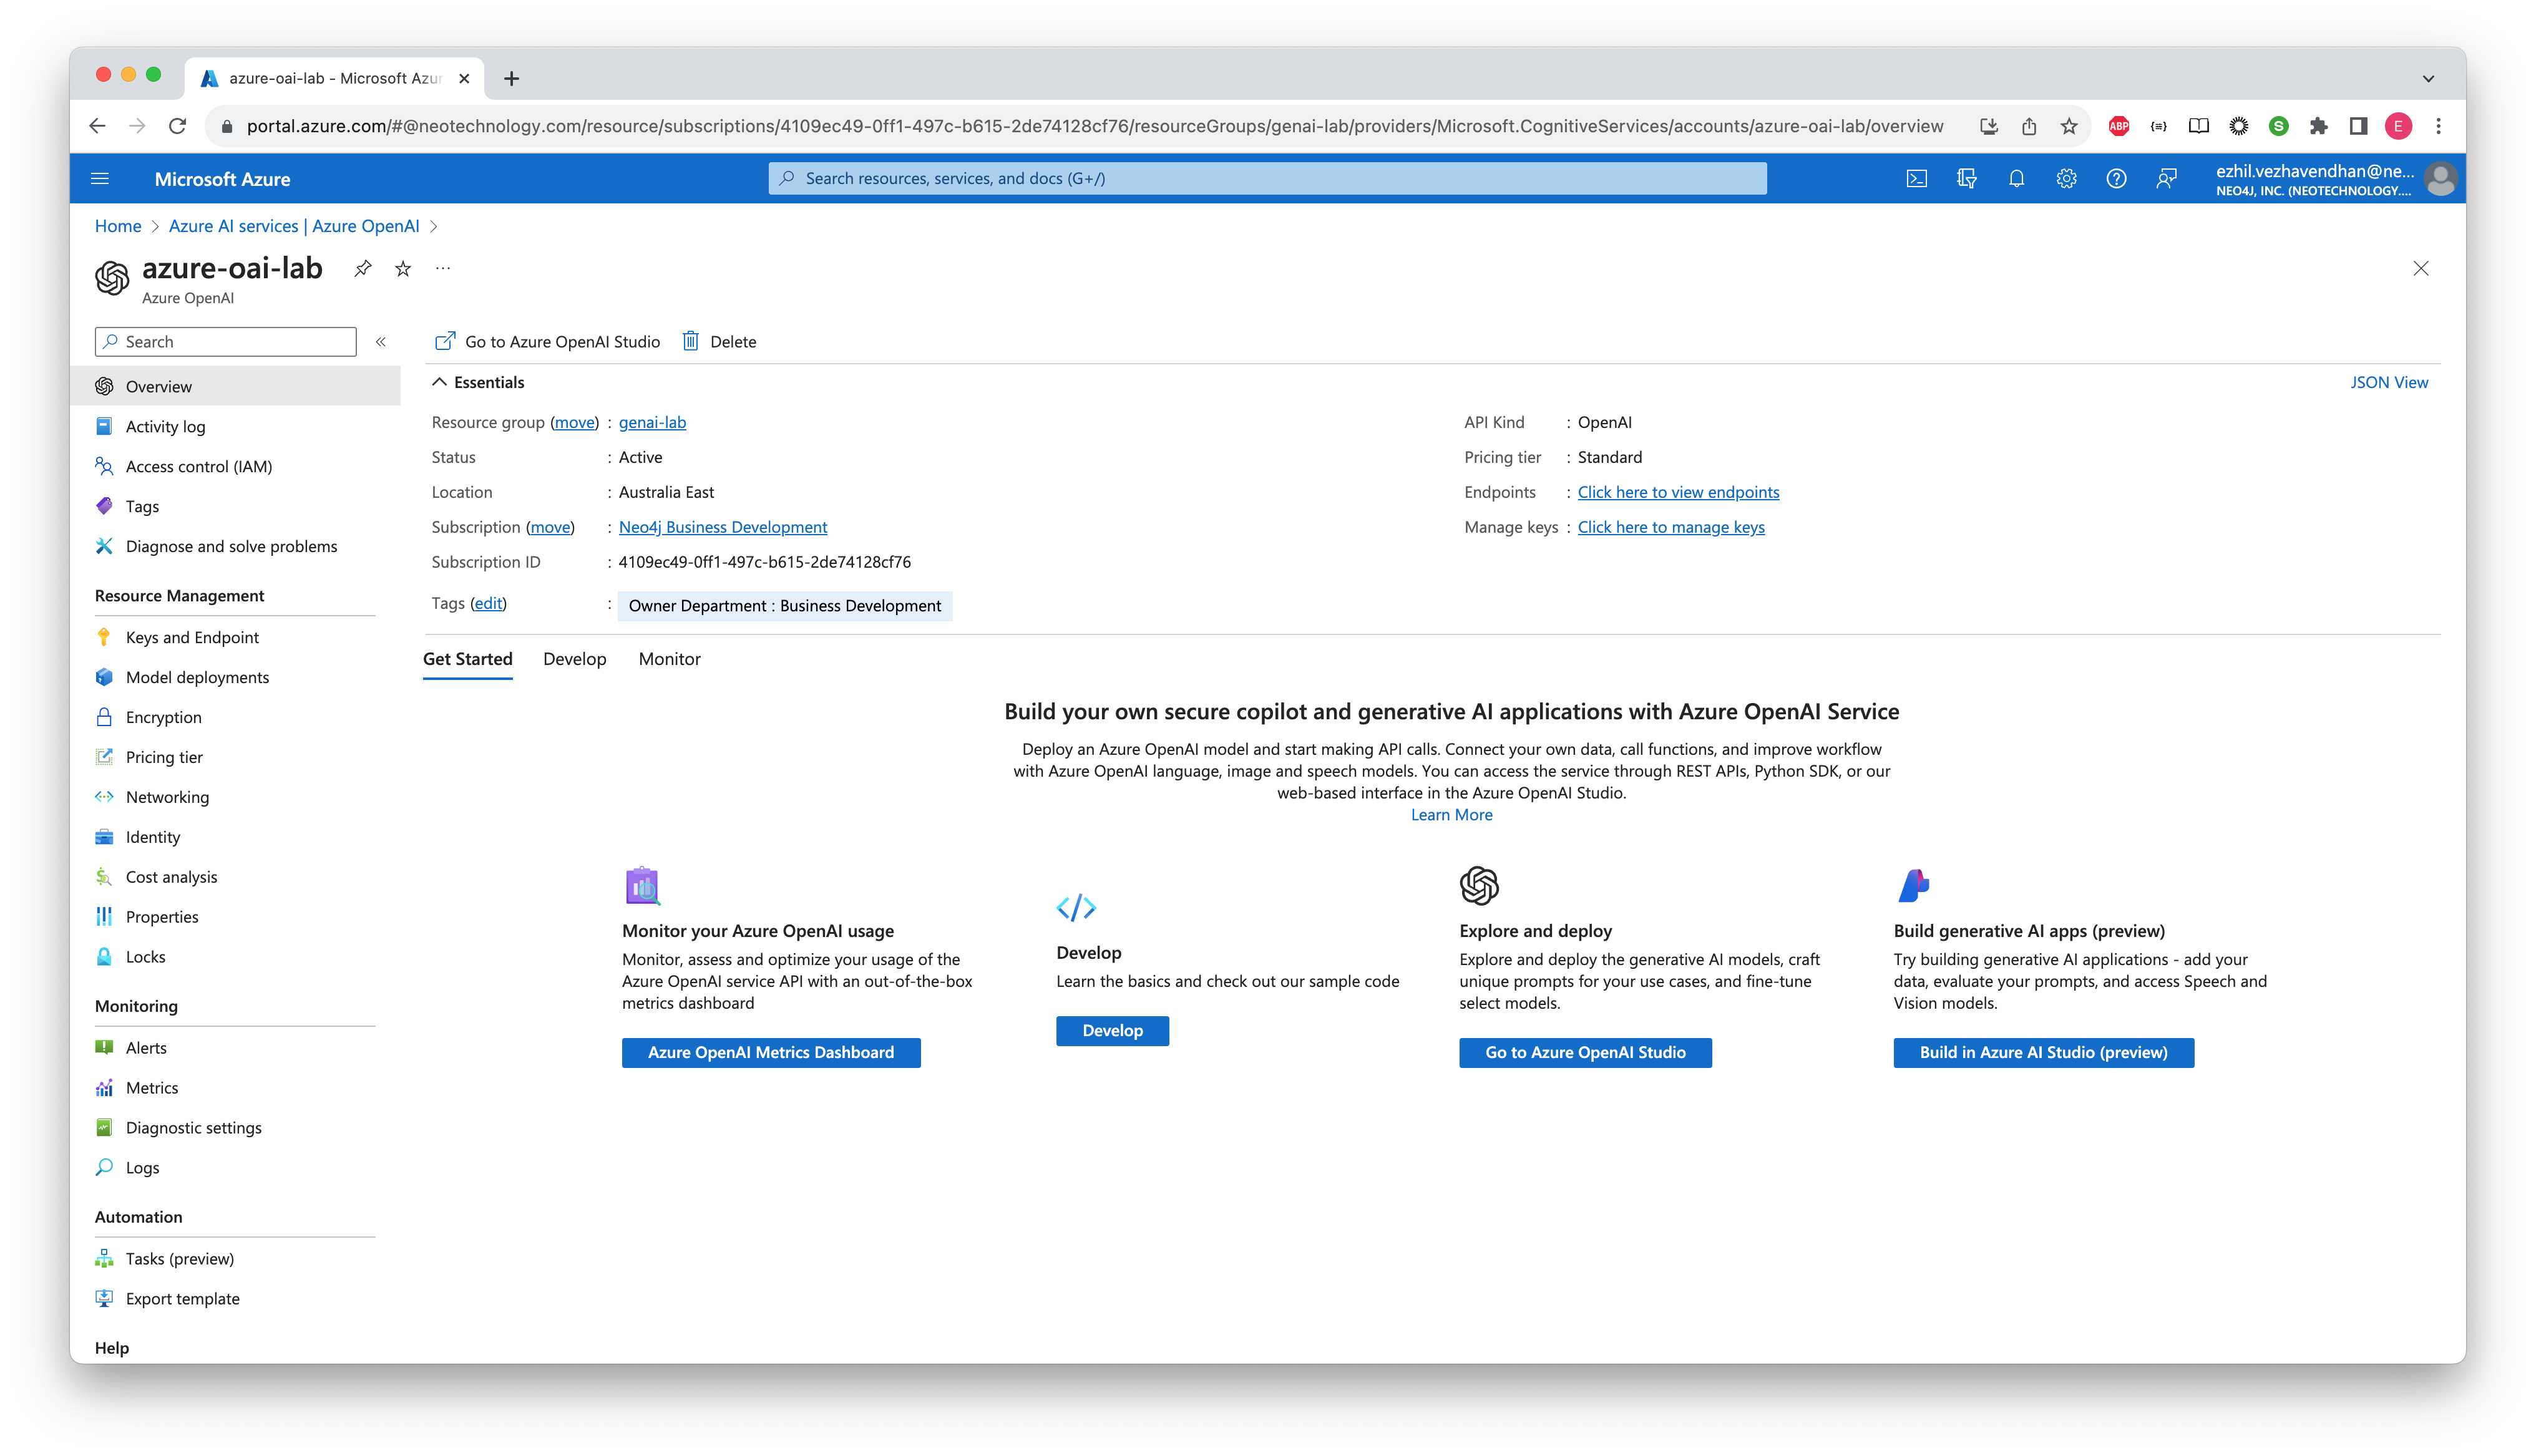 azure-oai-lab - Microsoft Azur
portal.azure.com/#@neotechnology.com/resource/subscriptions/4109ec49-0ff1-497c-b615-2de74128cf76/resourceGroups/genai-lab/providers/Microsoft.CognitiveServices/accounts/azure-oai-lab/overview
ABP
S
E
Microsoft Azure
Search resources, services, and docs (G+/)
ezhil.vezhavendhan@ne...
NEO4J, INC. (NEOTECHNOLOGY....
Home > Azure AI services | Azure OpenAI >
azure-oai-lab
Azure OpenAI
Search
Overview
Activity log
Access control (IAM)
Tags
Diagnose and solve problems
Resource Management
Keys and Endpoint
Model deployments
Encryption
Pricing tier
Networking
Identity
Cost analysis
Properties
Locks
Monitoring
Alerts
Metrics
Diagnostic settings
Logs
Automation
Tasks (preview)
Export template
Help
Go to Azure OpenAI Studio
Delete
Essentials
JSON View
Resource group (move) : genai-lab
Status : Active
Location : Australia East
Subscription (move) : Neo4j Business Development
Subscription ID : 4109ec49-0ff1-497c-b615-2de74128cf76
Tags (edit) : Owner Department : Business Development
API Kind : OpenAI
Pricing tier : Standard
Endpoints : Click here to view endpoints
Manage keys : Click here to manage keys
Get Started
Develop
Monitor
Build your own secure copilot and generative AI applications with Azure OpenAI Service
Deploy an Azure OpenAI model and start making API calls. Connect your own data, call functions, and improve workflow
with Azure OpenAI language, image and speech models. You can access the service through REST APIs, Python SDK, or our
web-based interface in the Azure OpenAI Studio.
Learn More
Monitor your Azure OpenAI usage
Monitor, assess and optimize your usage of the
Azure OpenAI service API with an out-of-the-box
metrics dashboard
Azure OpenAI Metrics Dashboard
Develop
Learn the basics and check out our sample code
Develop
Explore and deploy
Explore and deploy the generative AI models, craft
unique prompts for your use cases, and fine-tune
select models.
Go to Azure OpenAI Studio
Build generative AI apps (preview)
Try building generative AI applications - add your
data, evaluate your prompts, and access Speech and
Vision models.
Build in Azure AI Studio (preview)